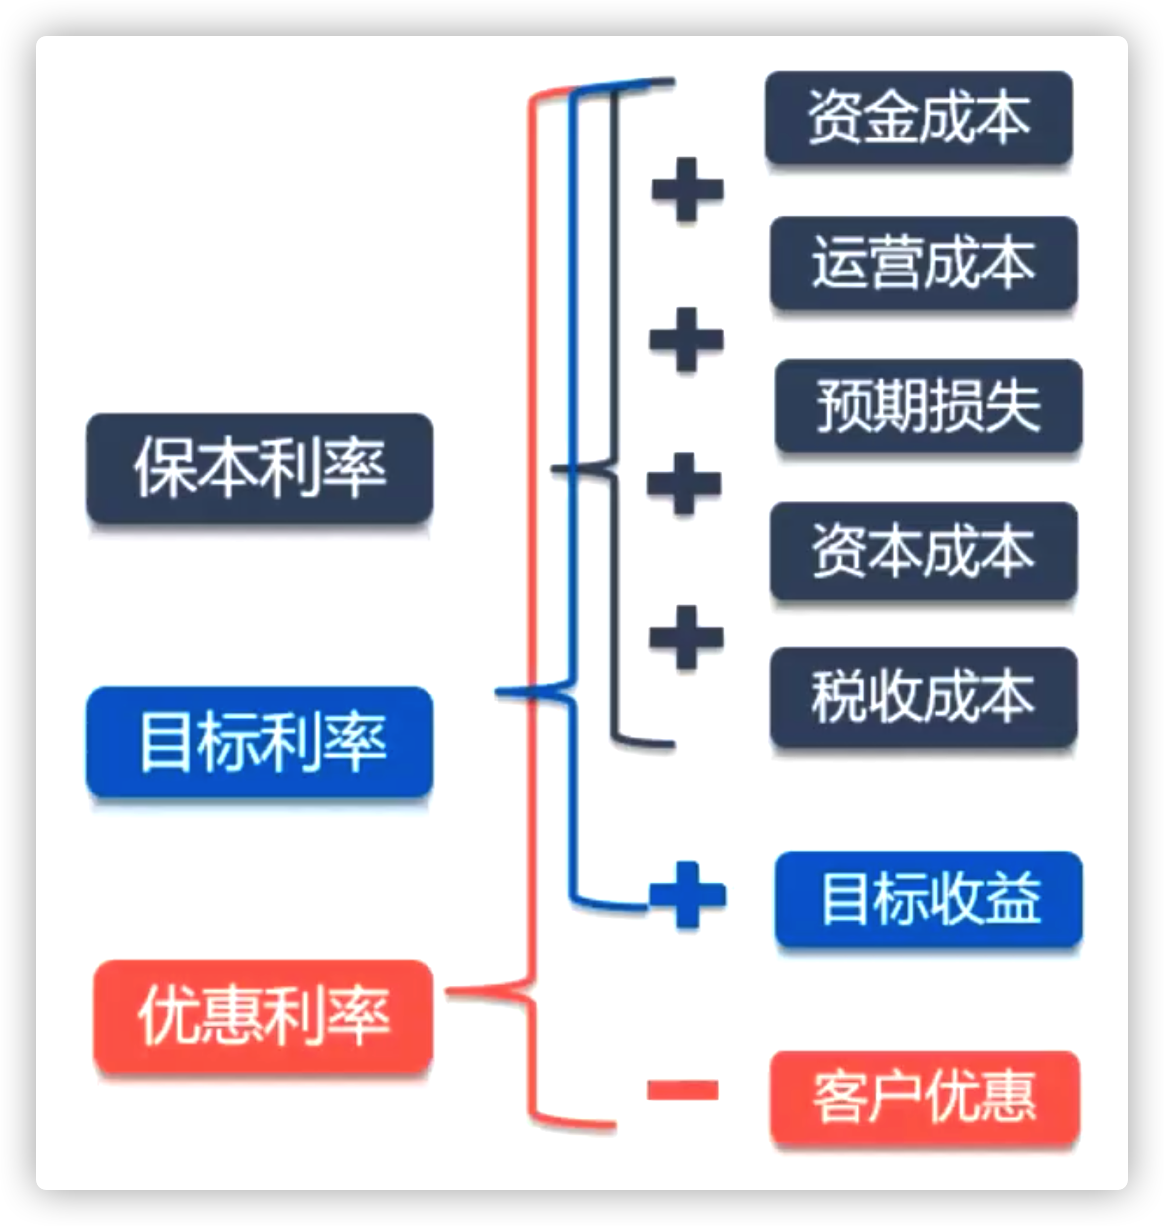 资金成本
运营成本
预期损失
保本利率
资本成本
税收成本
目标利率
目标收益
优惠利率
客户优惠